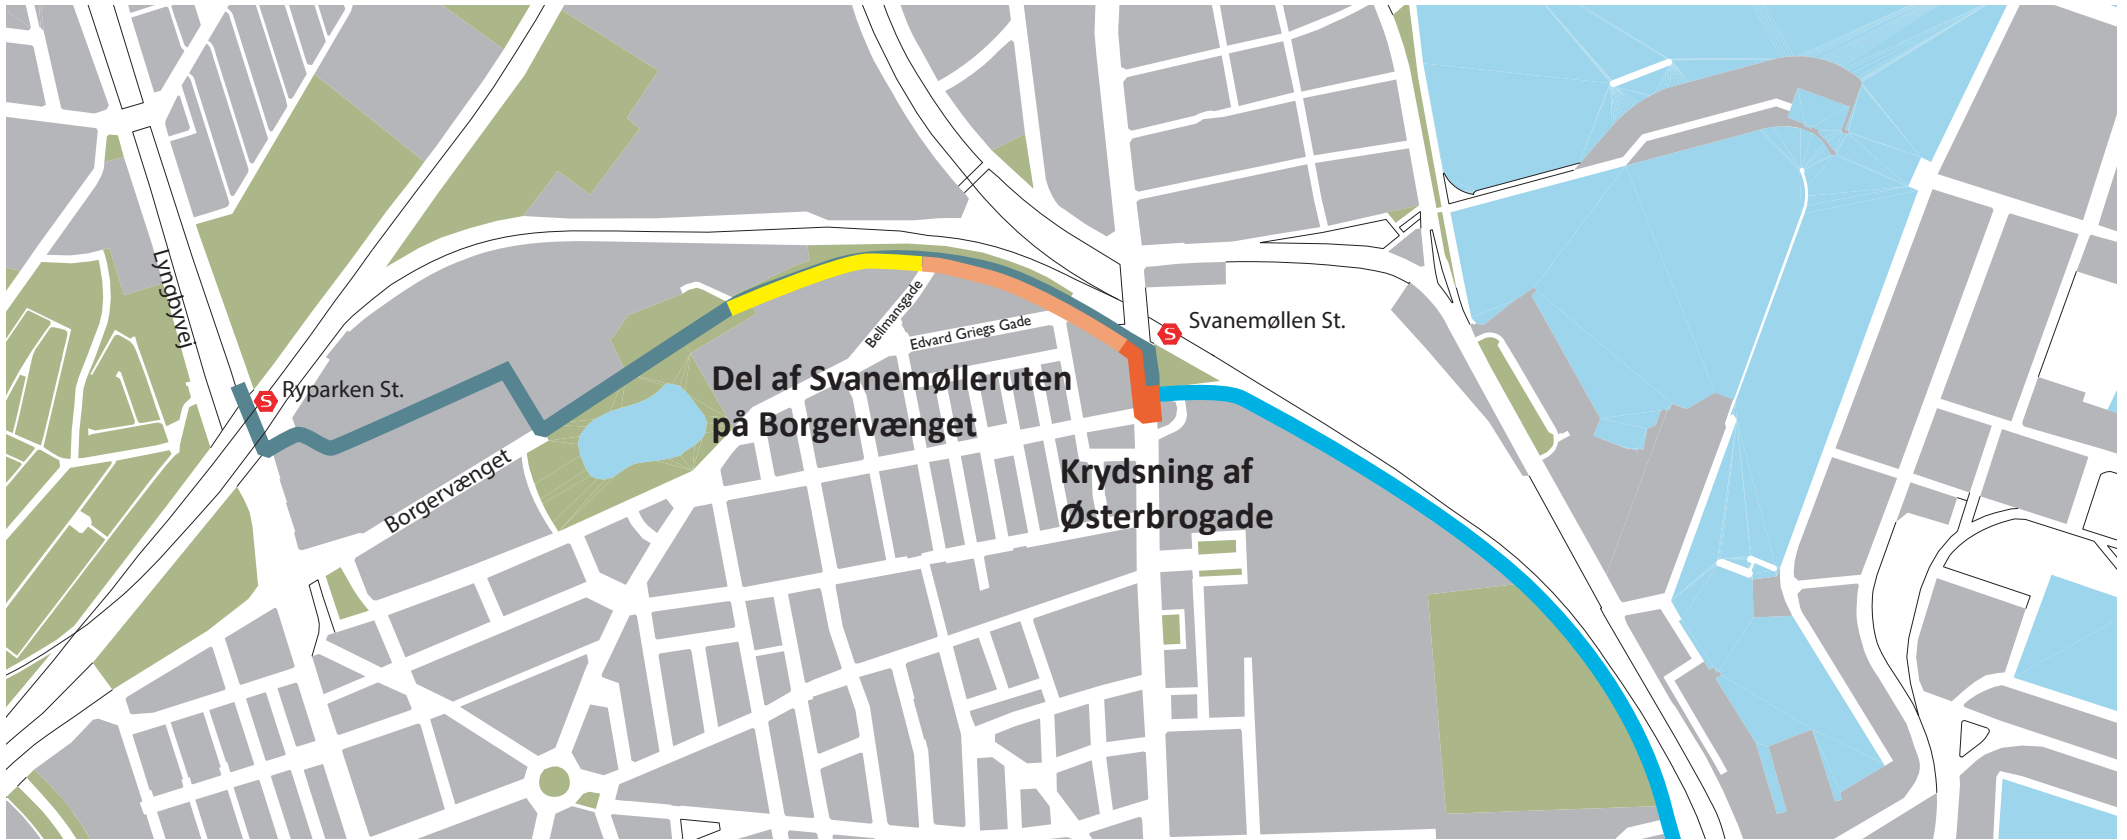 Lyngbyvej
S
Ryparken St.
Borgervænget
Bellmansgade
Edvard Griegs Gade
S
Svanemøllen St.
Del af Svanemølleruten
på Borgervænget
Krydsning af
Østerbrogade